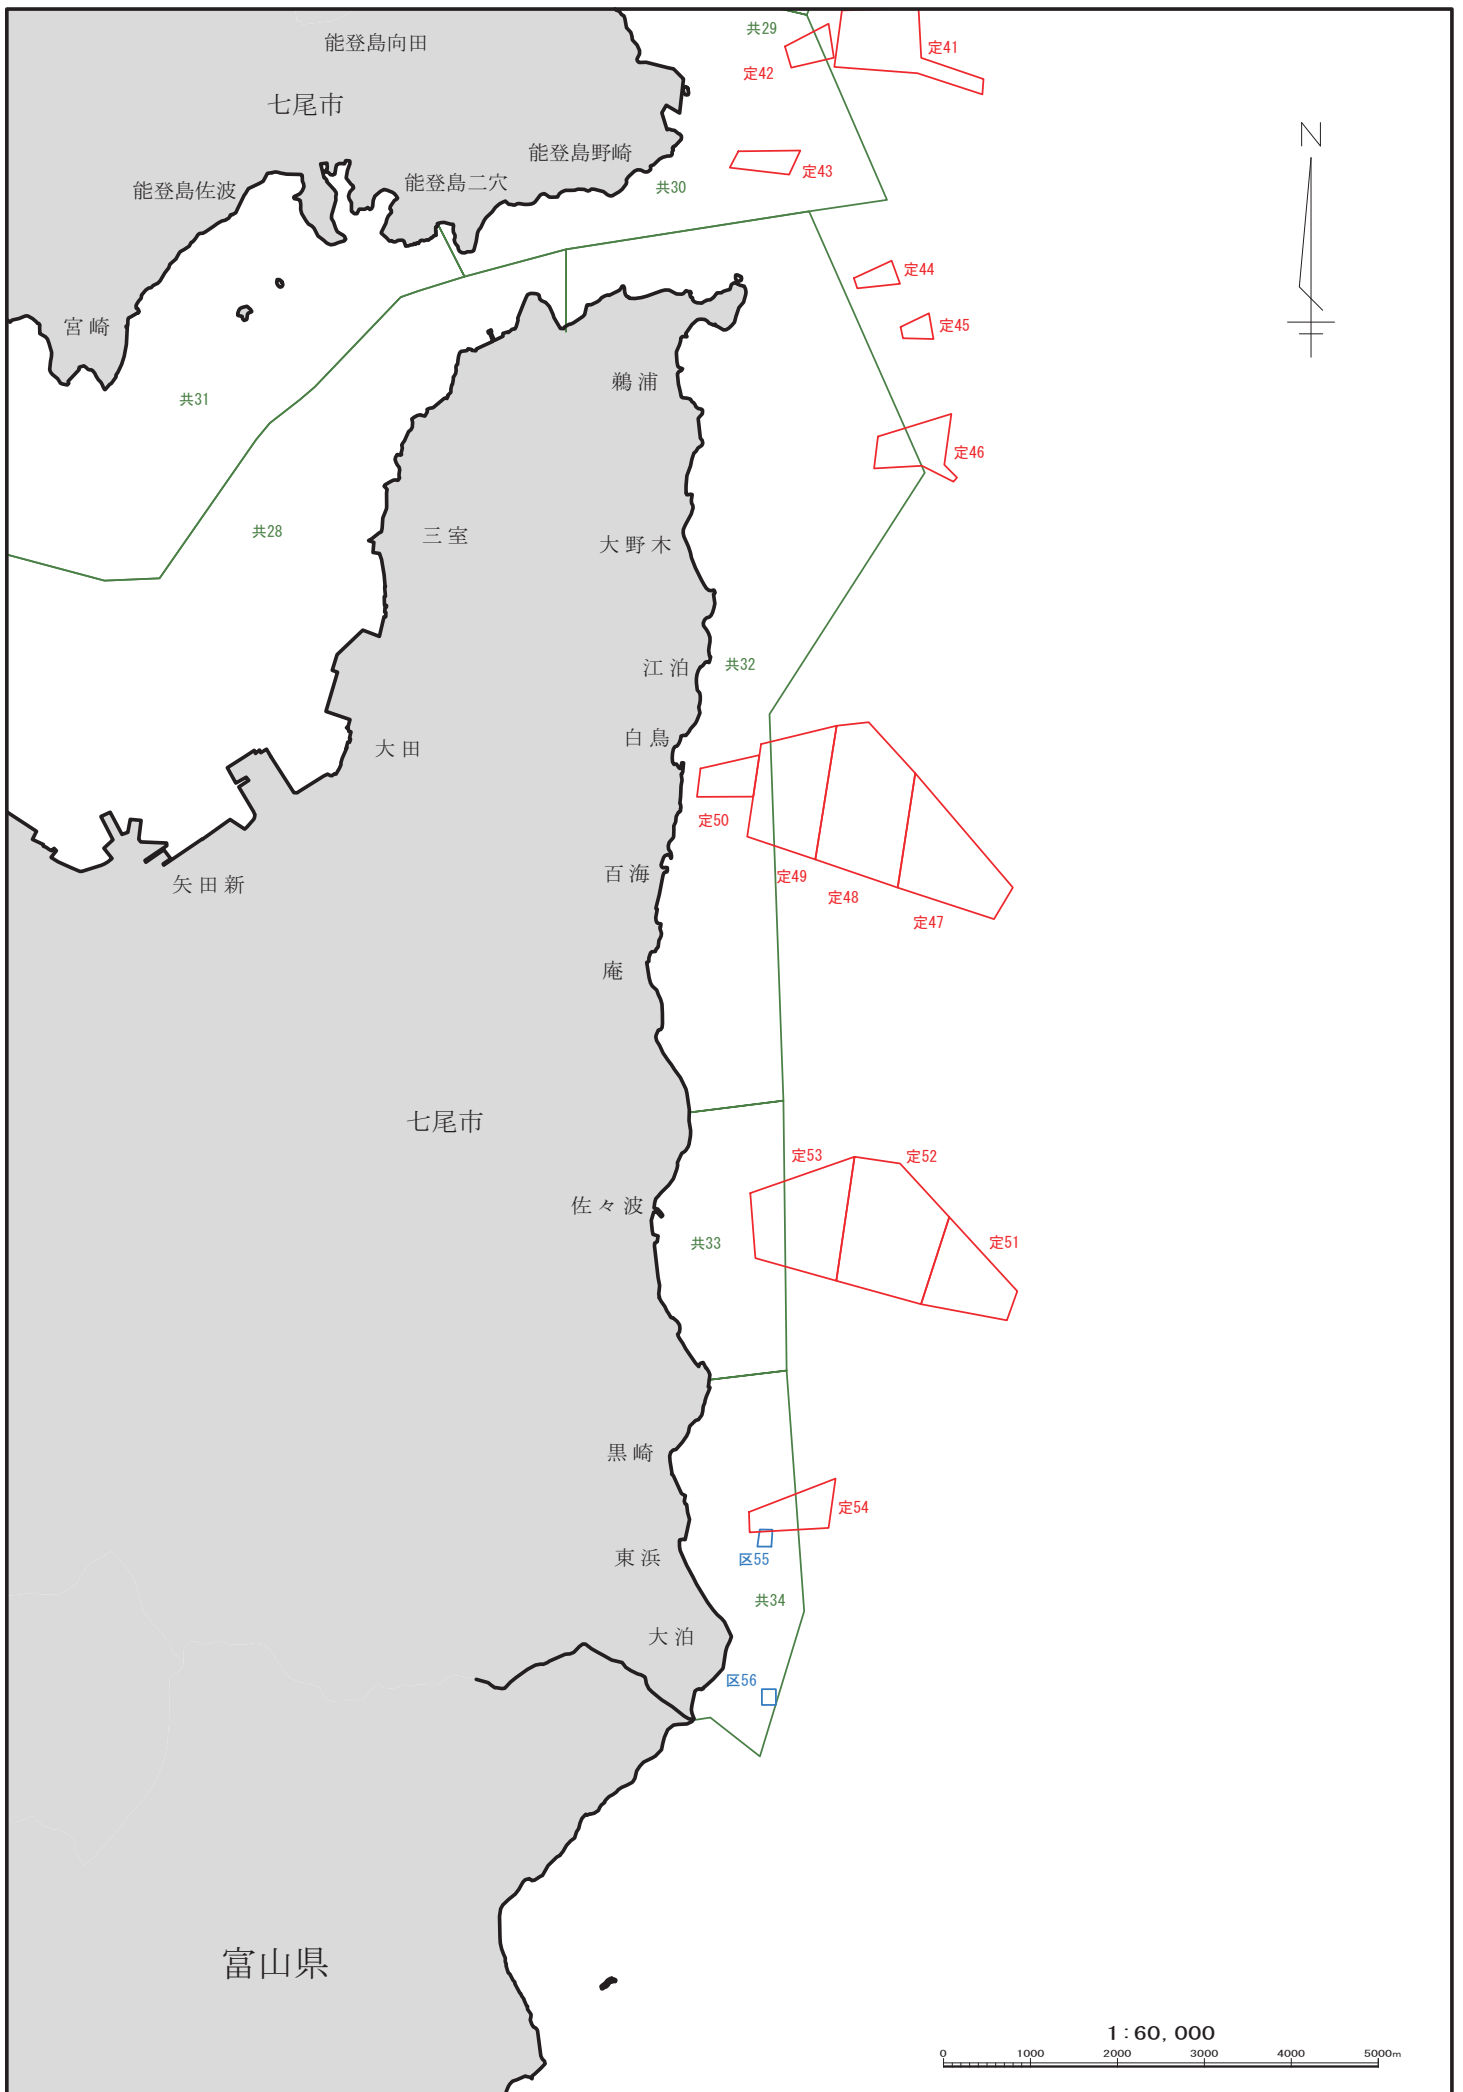 共29
能登島向田
定41
定42
七尾市
N
能登島野崎
定43
能登島二穴
能登島佐波
共30
定44
宮崎
定45
鵜浦
共31
定46
共28
三室
大野木
共32
江泊
白鳥
大田
定50
百海
定49
矢田新
定48
定47
庵
七尾市
定53
定52
佐々波
共33
定51
黒崎
定54
東浜
区55
共34
大泊
区56
富山県
1:60,000
0 1000 2000 3000 4000 5000m